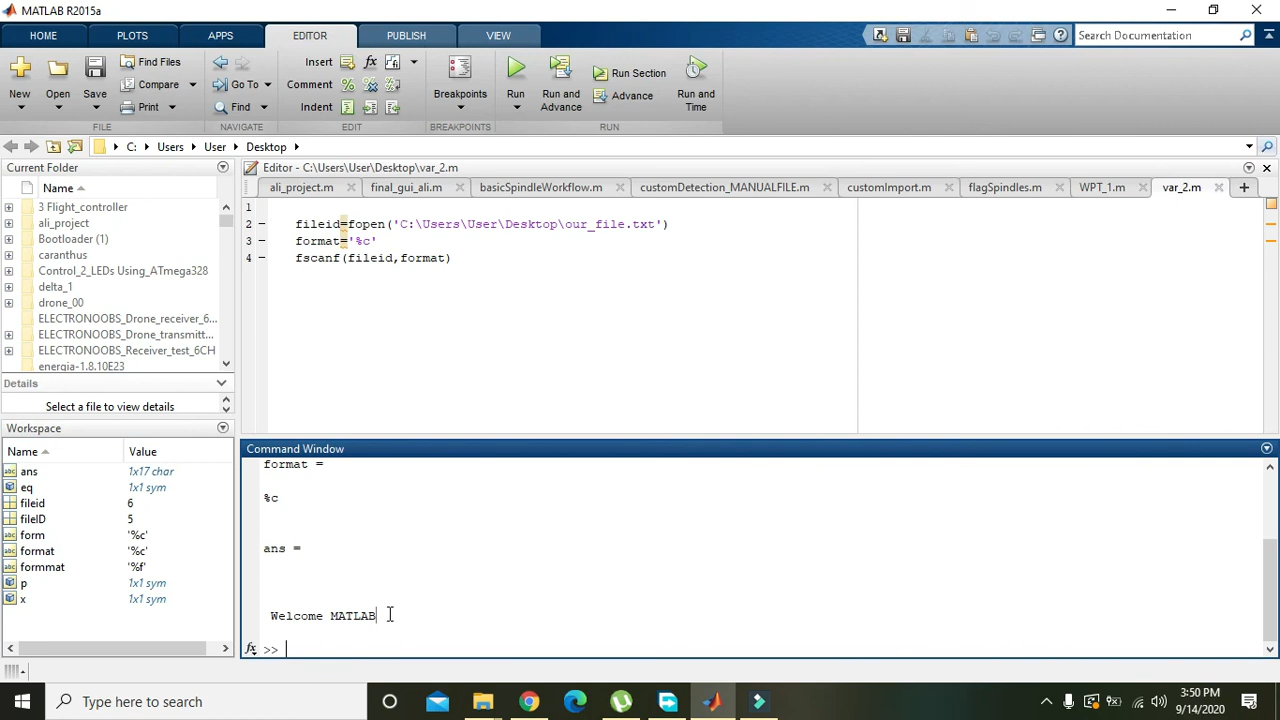 MATLAB R2015a
HOME PLOTS APPS EDITOR PUBLISH VIEW Search Documentation
New Open Save Find Files Compare Print Go To Find Insert Comment Indent Breakpoints Run Run and Advance Run Section Advance Run and Time
FILE NAVIGATE EDIT BREAKPOINTS RUN
C: Users User Desktop
Current Folder
Name
3 Flight_controller
ali_project
Bootloader (1)
caranthus
Control_2_LEDs Using_ATmega328
delta_1
drone_00
ELECTRONOOBS_Drone_receiver_6...
ELECTRONOOBS_Drone_transmitt...
ELECTRONOOBS_Receiver_test_6CH
energia-1.8.10E23
Details
Select a file to view details
Workspace
Name Value
ans 1x17 char
eq 1x1 sym
fileid 6
fileID 5
form '%c'
format '%c'
formmat '%f'
p 1x1 sym
x 1x1 sym
Editor - C:\Users\User\Desktop\var_2.m
ali_project.m final_gui_ali.m basicSpindleWorkflow.m customDetection_MANUALFILE.m customImport.m flagSpindles.m WPT_1.m var_2.m
1
2 fileid=fopen('C:\Users\User\Desktop\our_file.txt')
3 format='%c'
4 fscanf(fileid,format)
Command Window
format =
%c
ans =
Welcome MATLAB
fx >>
Type here to search
3:50 PM
9/14/2020